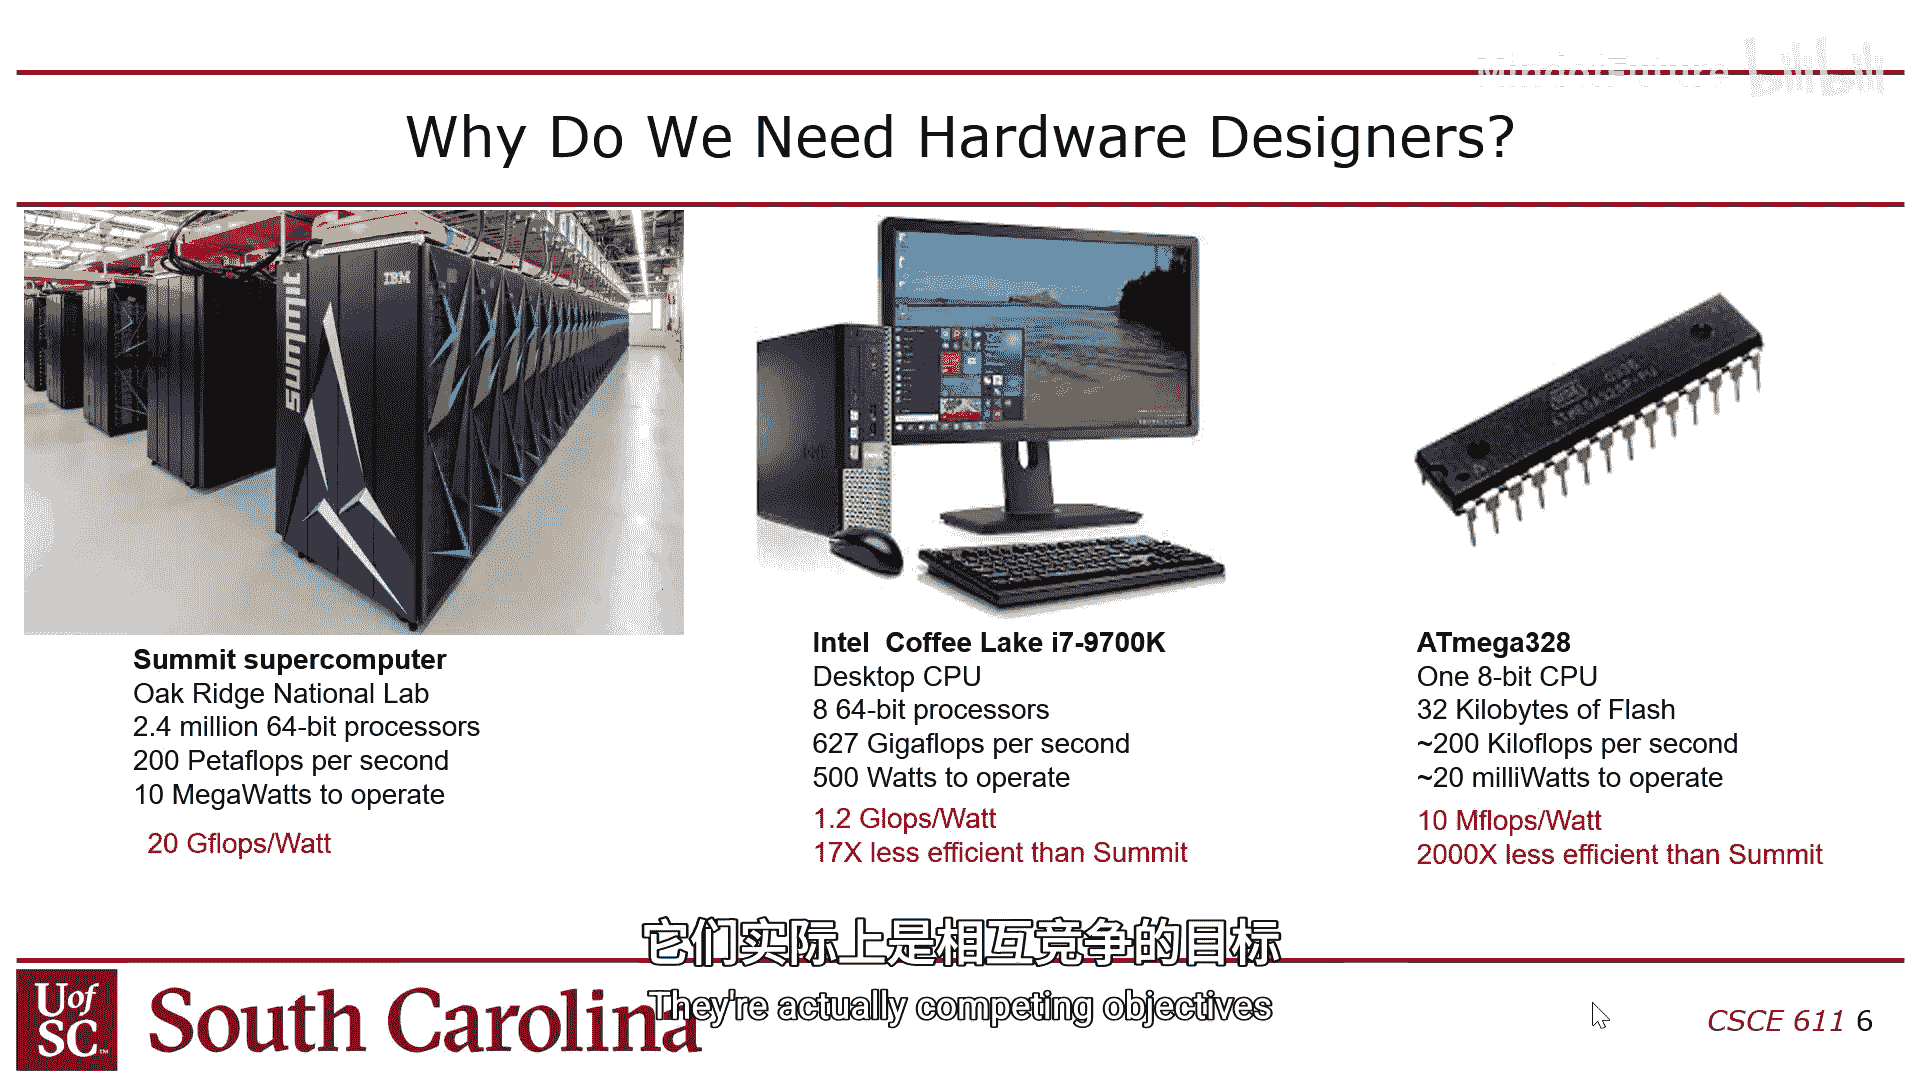 bilibili
Why Do We Need Hardware Designers?
summit
IBM
Summit supercomputer
Oak Ridge National Lab
2.4 million 64-bit processors
200 Petaflops per second
10 MegaWatts to operate
20 Gflops/Watt
Intel Coffee Lake i7-9700K
Desktop CPU
8 64-bit processors
627 Gigaflops per second
500 Watts to operate
1.2 Glops/Watt
17X less efficient than Summit
ATmega328
One 8-bit CPU
32 Kilobytes of Flash
~200 Kiloflops per second
~20 milliWatts to operate
10 Mflops/Watt
2000X less efficient than Summit
它们实际上是相互竞争的目标
They're actually competing objectives
U of
SC
South Carolina
CSCE 611 6